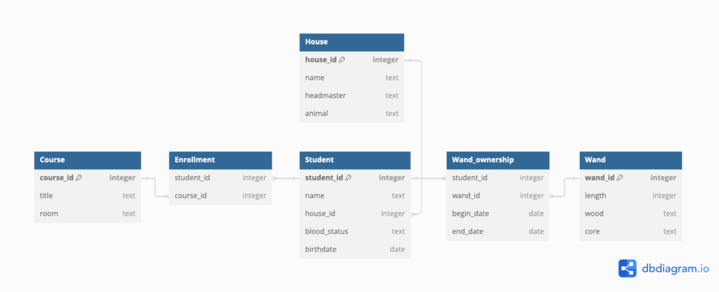 House
house_id integer
name text
headmaster text
animal text
Course
course_id integer
title text
room text
Enrollment
student_id integer
course_id integer
Student
student_id integer
name text
house_id integer
blood_status text
birthdate date
Wand_ownership
student_id integer
wand_id integer
begin_date date
end_date date
Wand
wand_id integer
length integer
wood text
core text
dbdiagram.io